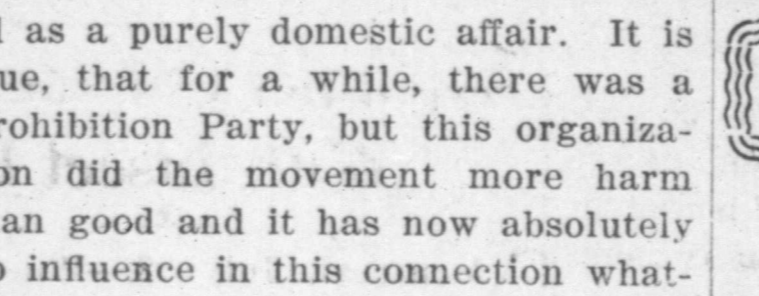 as a purely domestic affair. It is
ue, that for a while, there was a
rohibition Party, but this organiza-
on did the movement more harm
an good and it has now absolutely
influence in this connection what-